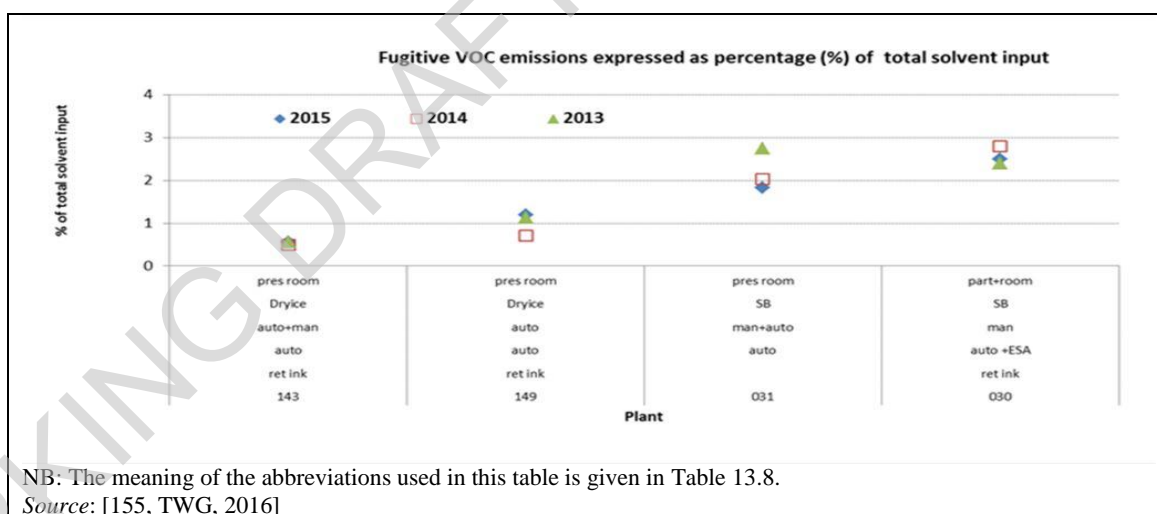 Fugitive VOC emissions expressed as percentage (%) of total solvent input
% of total solvent input
4
3
2
1
0
2015 2014 2013
pres room pres room pres room part+room
Dryice Dryice SB SB
auto+man auto man+auto man
auto auto auto auto +ESA
ret ink ret ink ret ink
143 149 031 030
Plant
NB: The meaning of the abbreviations used in this table is given in Table 13.8.
Source: [155, TWG, 2016]
KING DRAFT